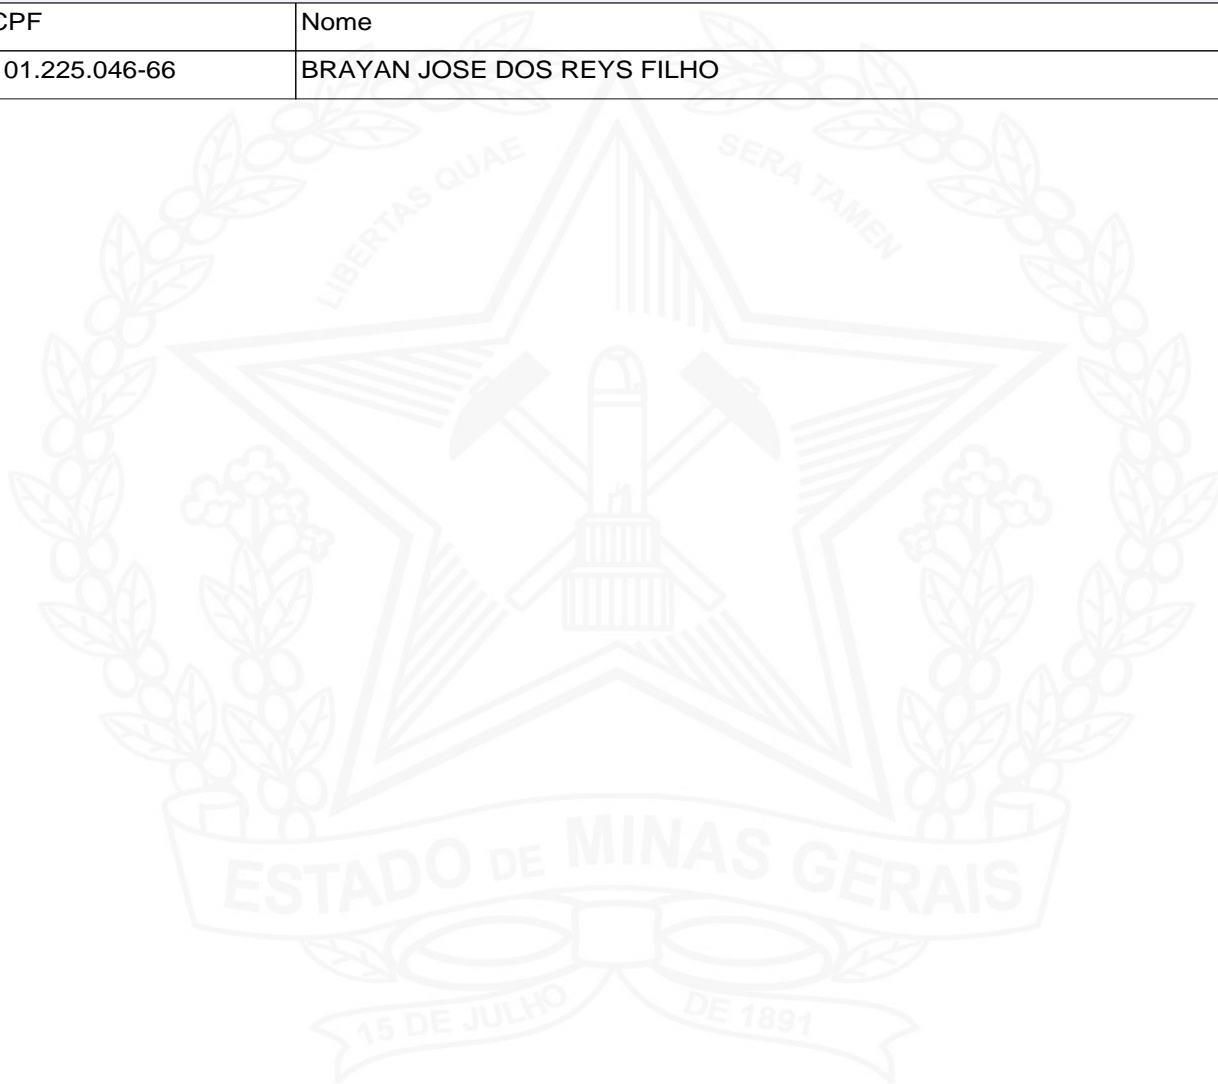 CPF Nome
01.225.046-66 BRAYAN JOSE DOS REYS FILHO
LIBERTAS QUAE SERA TAMEN
ESTADO DE MINAS GERAIS
15 DE JULHO DE 1891